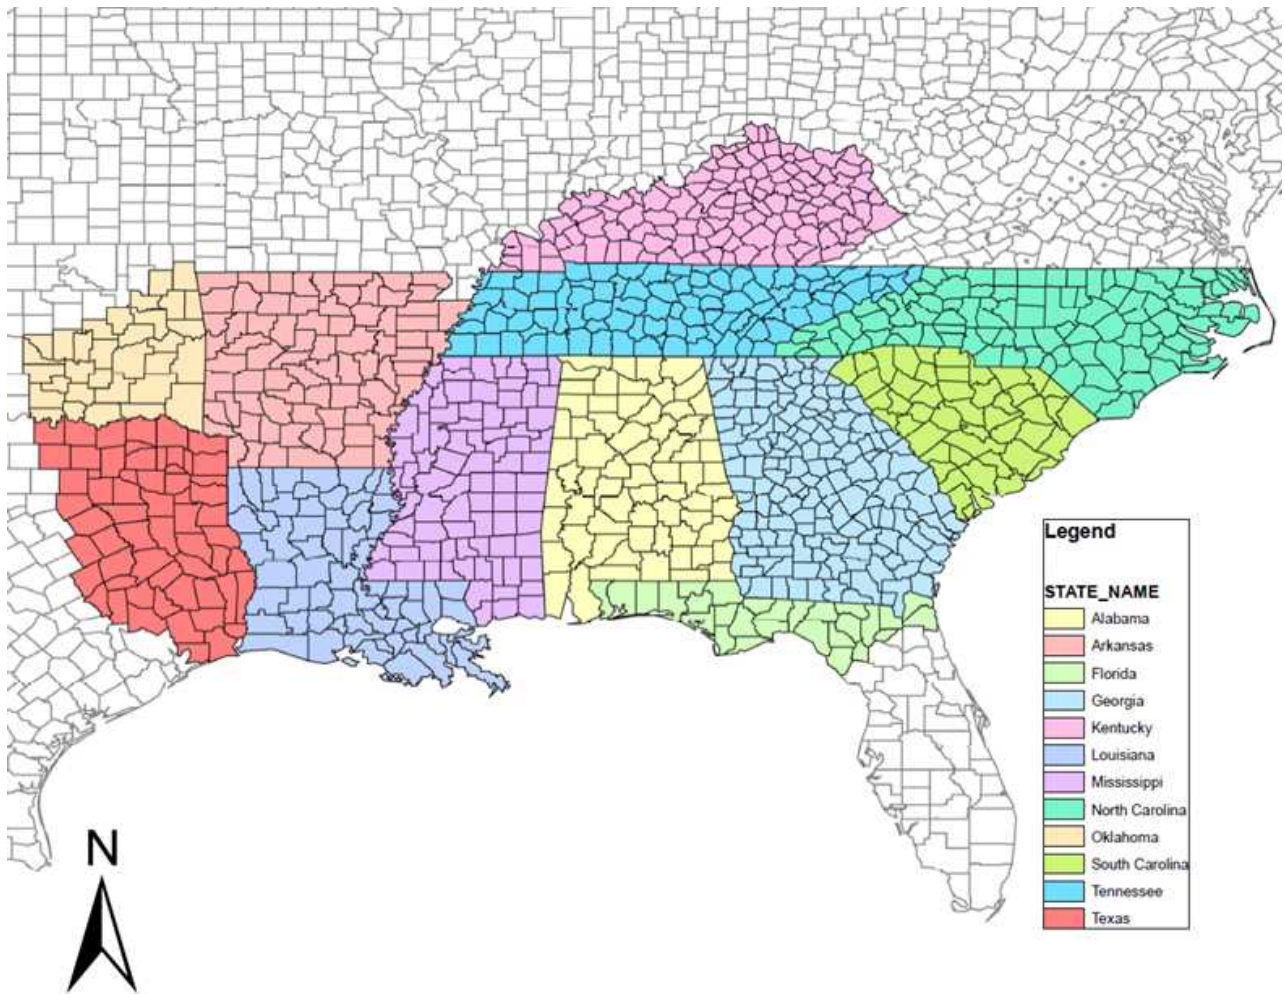 Legend
STATE_NAME
Alabama
Arkansas
Florida
Georgia
Kentucky
Louisiana
Mississippi
North Carolina
Oklahoma
South Carolina
Tennessee
Texas
N